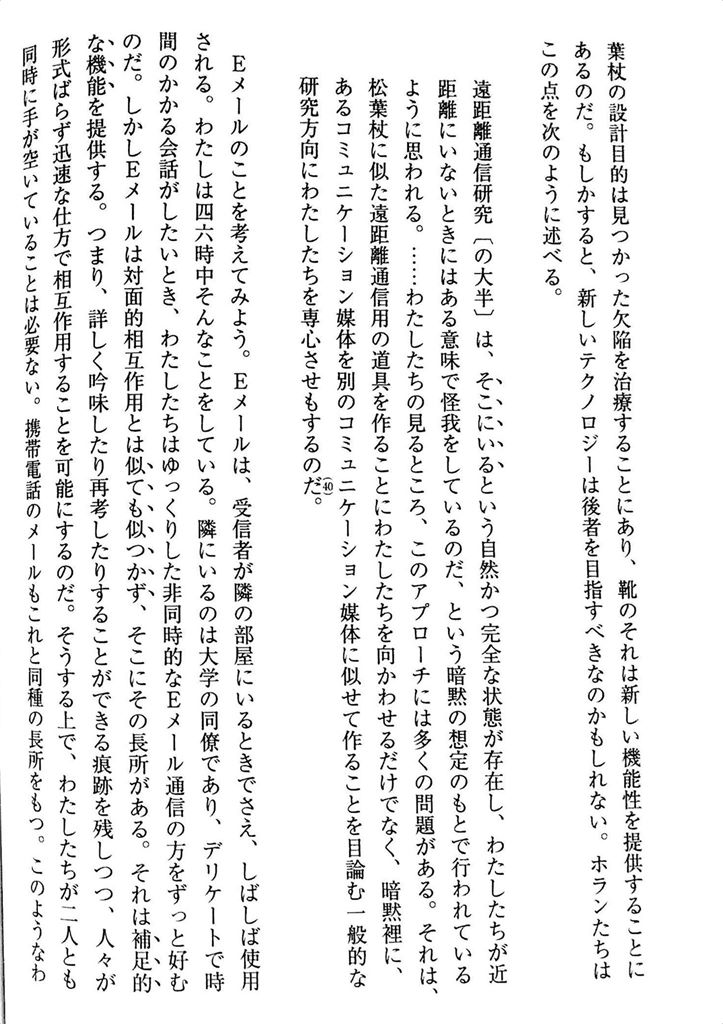 葉杖の設計目的は見つかった欠陥を治療することにあり、靴のそれは新しい機能性を提供することに
あるのだ。もしかすると、新しいテクノロジーは後者を目指すべきなのかもしれない。ホランたちは
この点を次のように述べる。
遠距離通信研究〔の大半〕は、そこにいるという自然かつ完全な状態が存在し、わたしたちが近
距離にいないときにはある意味で怪我をしているのだ、という暗黙の想定のもとで行われている
ように思われる。……わたしたちの見るところ、このアプローチには多くの問題がある。それは、
松葉杖に似た遠距離通信用の道具を作ることにわたしたちを向かわせるだけでなく、暗黙裡に、
あるコミュニケーション媒体を別のコミュニケーション媒体に似せて作ることを目論む一般的な
研究方向にわたしたちを専心させもするのだ。(40)
Eメールのことを考えてみよう。Eメールは、受信者が隣の部屋にいるときでさえ、しばしば使用
される。わたしは四六時中そんなことをしている。隣にいるのは大学の同僚であり、デリケートで時
間のかかる会話がしたいとき、わたしたちはゆっくりした非同時的なEメール通信の方をずっと好む
のだ。しかしEメールは対面的相互作用とは似ても似つかず、そこにその長所がある。それは補足的
な機能を提供する。つまり、詳しく吟味したり再考したりすることができる痕跡を残しつつ、人々が
形式ばらず迅速な仕方で相互作用することを可能にするのだ。そうする上で、わたしたちが二人とも
同時に手が空いていることは必要ない。携帯電話のメールもこれと同種の長所をもつ。このようなわ